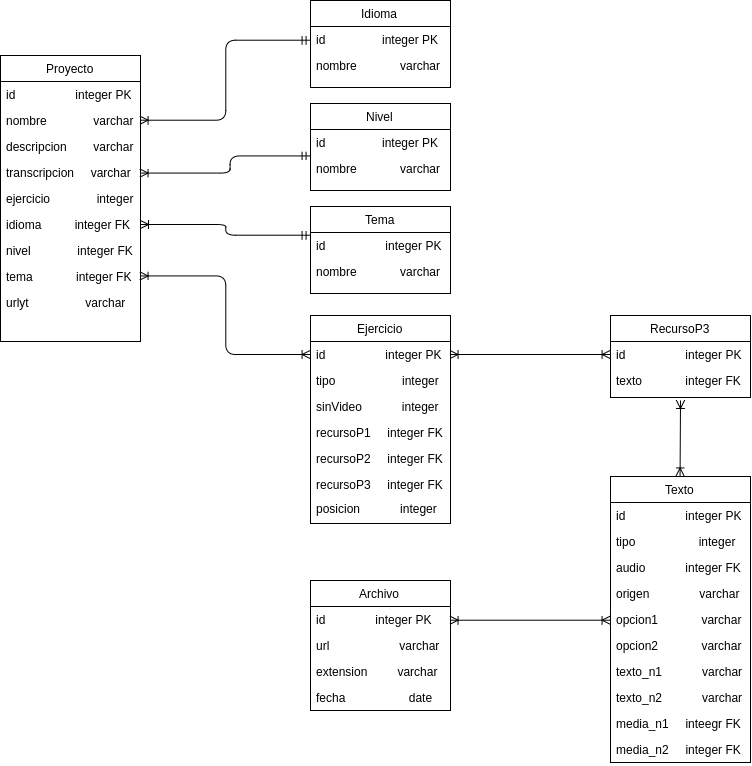 Proyecto
id integer PK
nombre varchar
descripcion varchar
transcripcion varchar
ejercicio integer
idioma integer FK
nivel integer FK
tema integer FK
urlyt varchar
Idioma
id integer PK
nombre varchar
Nivel
id integer PK
nombre varchar
Tema
id integer PK
nombre varchar
Ejercicio
id integer PK
tipo integer
sinVideo integer
recursoP1 integer FK
recursoP2 integer FK
recursoP3 integer FK
posicion integer
RecursoP3
id integer PK
texto integer FK
Archivo
id integer PK
url varchar
extension varchar
fecha date
Texto
id integer PK
tipo integer
audio integer FK
origen varchar
opcion1 varchar
opcion2 varchar
texto_n1 varchar
texto_n2 varchar
media_n1 inteegr FK
media_n2 integer FK